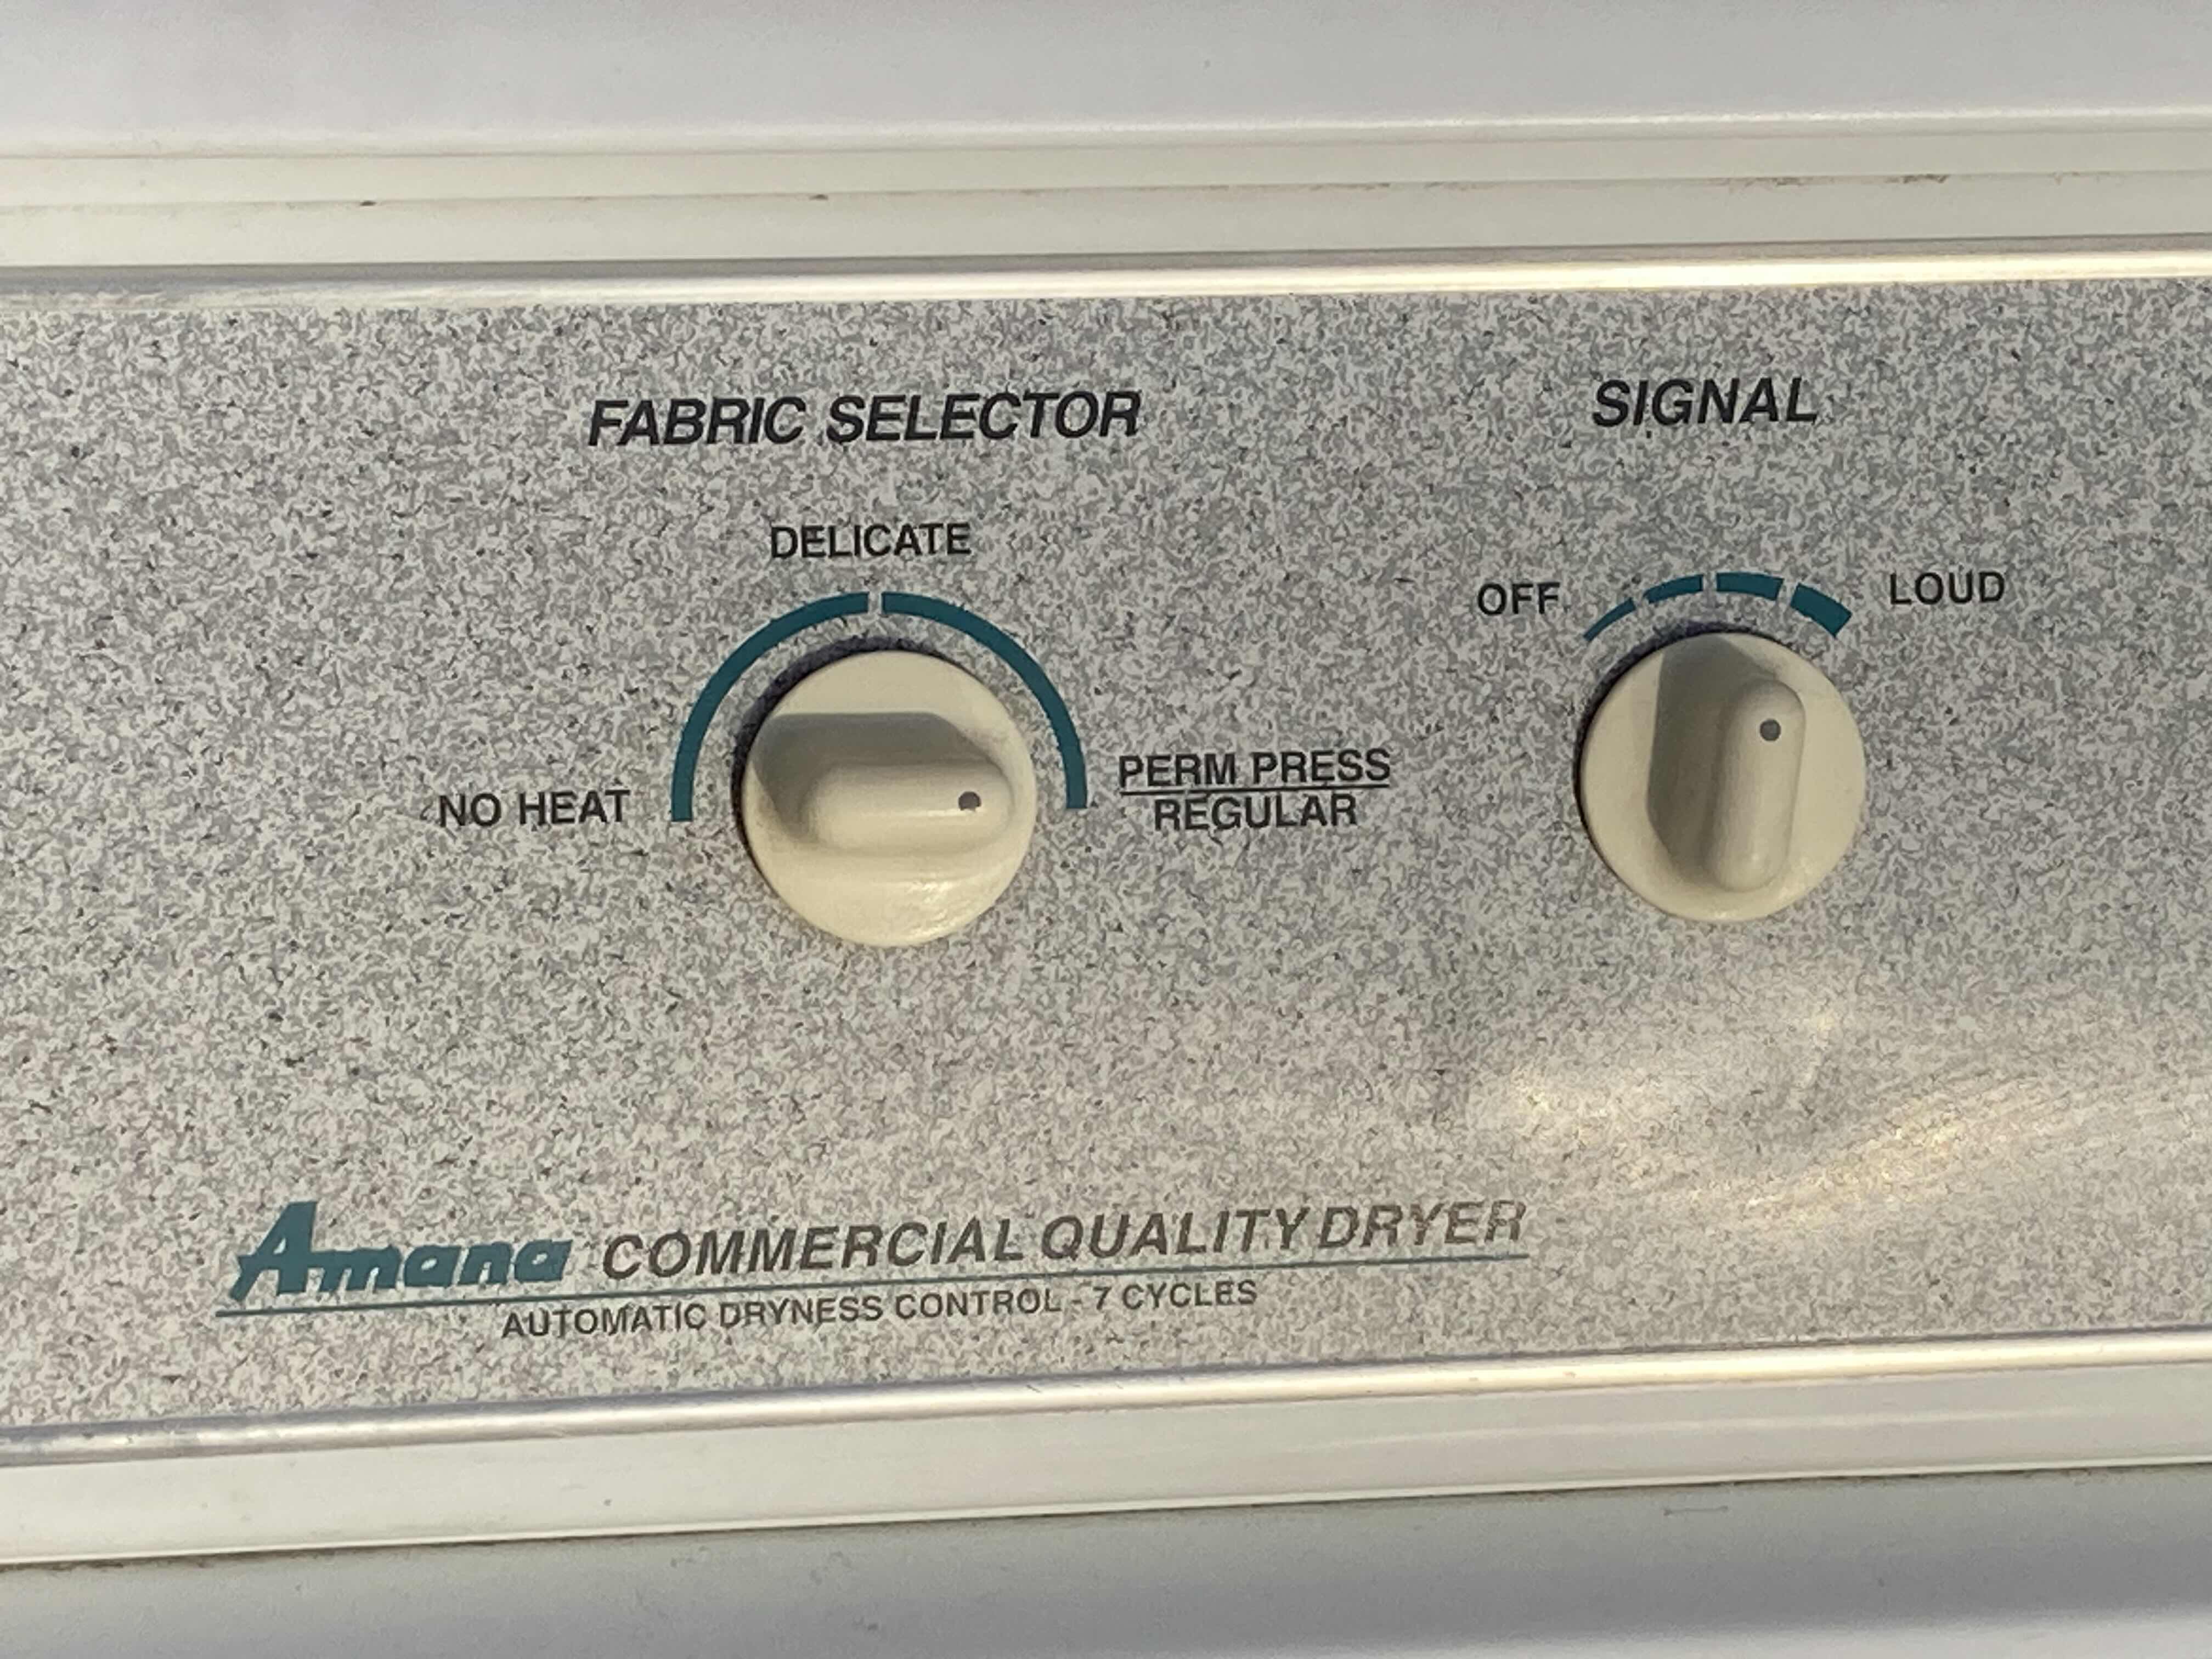 FABRIC SELECTOR
SIGNAL
DELICATE
OFF
LOUD
NO HEAT
PERM PRESS
REGULAR
Amana COMMERCIAL QUALITY DRYER
AUTOMATIC DRYNESS CONTROL - 7 CYCLES